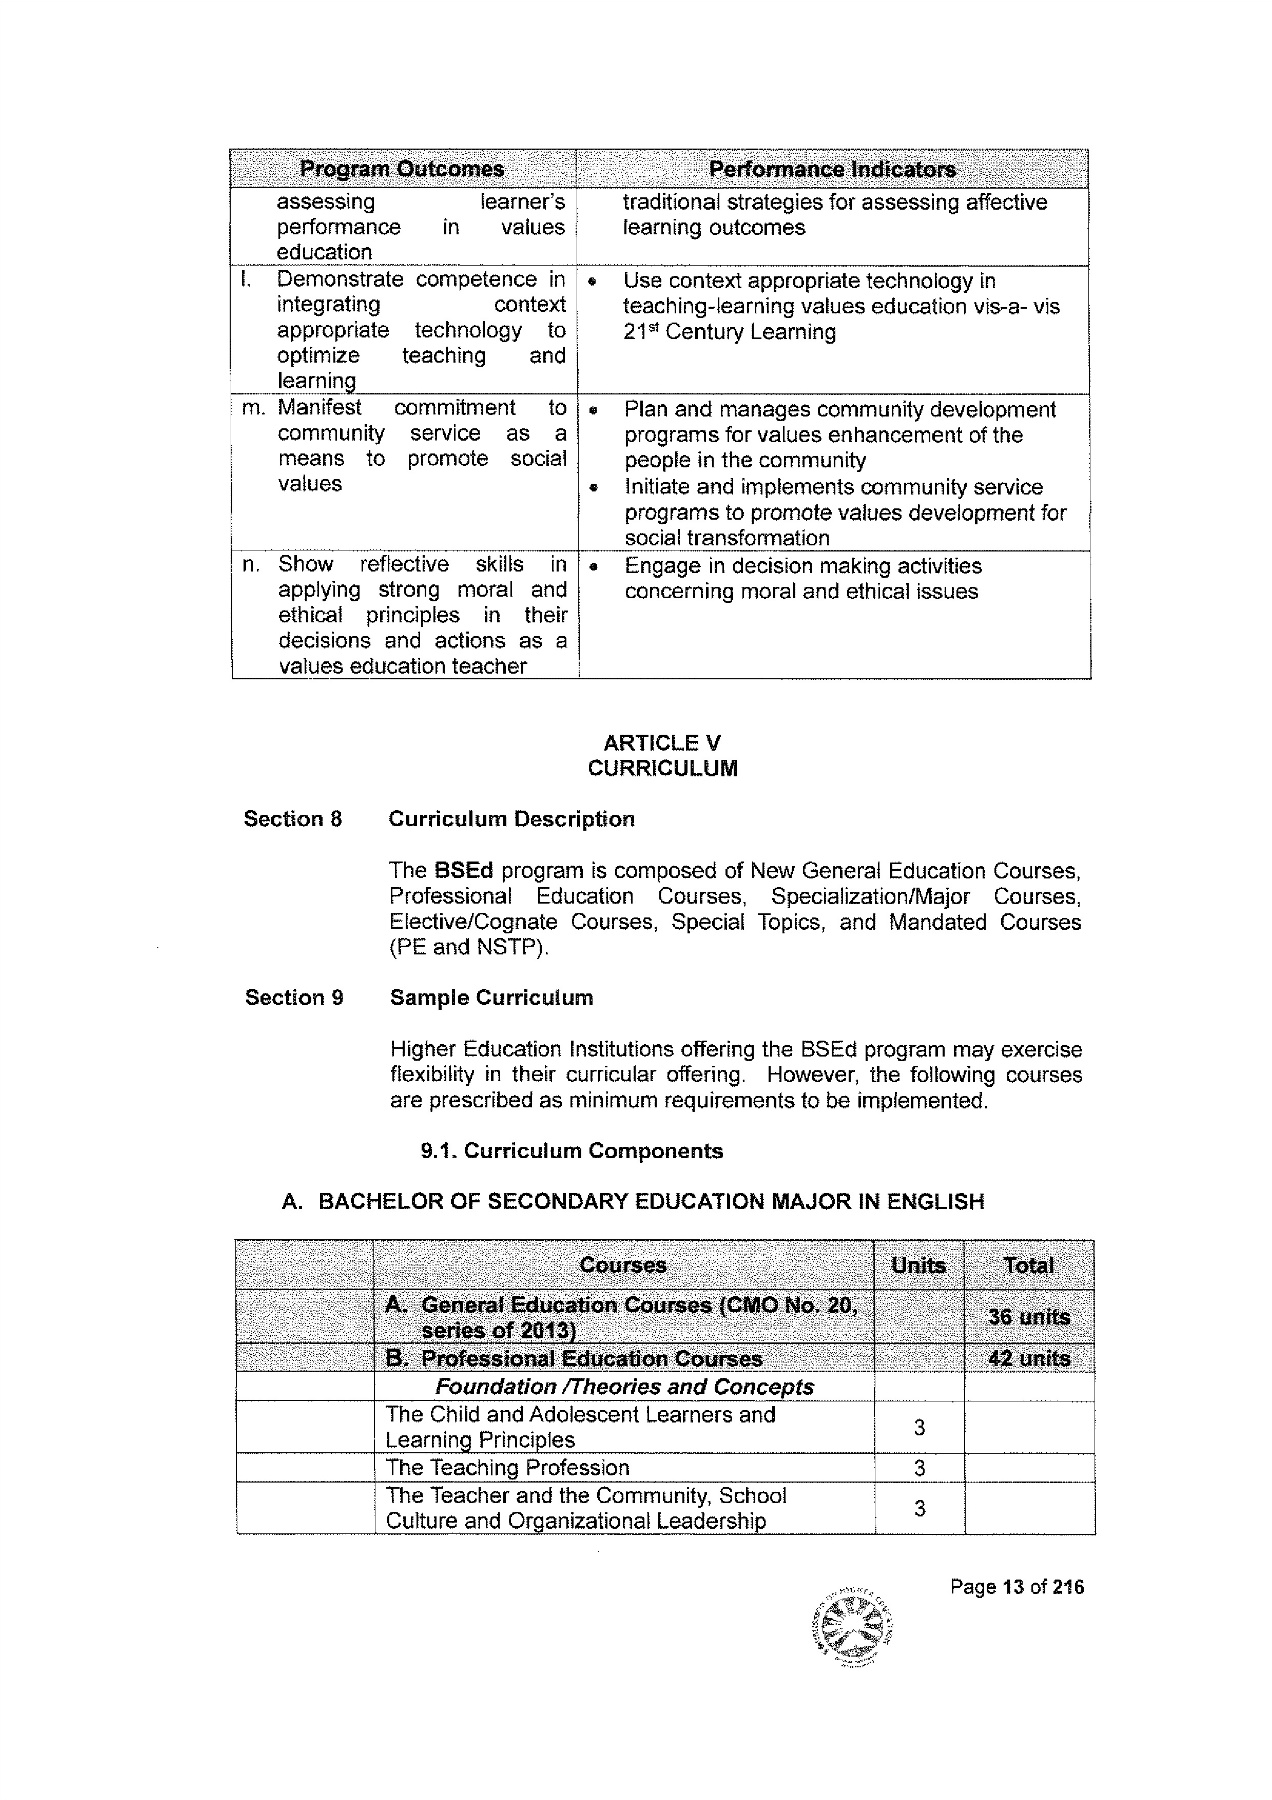 Program Outcomes Performance Indicators
assessing learner's
performance in values
education
traditional strategies for assessing affective
learning outcomes
l. Demonstrate competence in
integrating context
appropriate technology to
optimize teaching and
learning
• Use context appropriate technology in
teaching-learning values education vis-a- vis
21st Century Learning
m. Manifest commitment to
community service as a
means to promote social
values
• Plan and manages community development
programs for values enhancement of the
people in the community
• Initiate and implements community service
programs to promote values development for
social transformation
n. Show reflective skills in
applying strong moral and
ethical principles in their
decisions and actions as a
values education teacher
• Engage in decision making activities
concerning moral and ethical issues
ARTICLE V
CURRICULUM
Section 8 Curriculum Description
The BSEd program is composed of New General Education Courses,
Professional Education Courses, Specialization/Major Courses,
Elective/Cognate Courses, Special Topics, and Mandated Courses
(PE and NSTP).
Section 9 Sample Curriculum
Higher Education Institutions offering the BSEd program may exercise
flexibility in their curricular offering. However, the following courses
are prescribed as minimum requirements to be implemented.
9.1. Curriculum Components
A. BACHELOR OF SECONDARY EDUCATION MAJOR IN ENGLISH
Courses Units Total
A. General Education Courses (CMO No. 20,
series of 2013)
36 units
B. Professional Education Courses 42 units
Foundation /Theories and Concepts
The Child and Adolescent Learners and
Learning Principles
3
The Teaching Profession 3
The Teacher and the Community, School
Culture and Organizational Leadership
3
Page 13 of 216